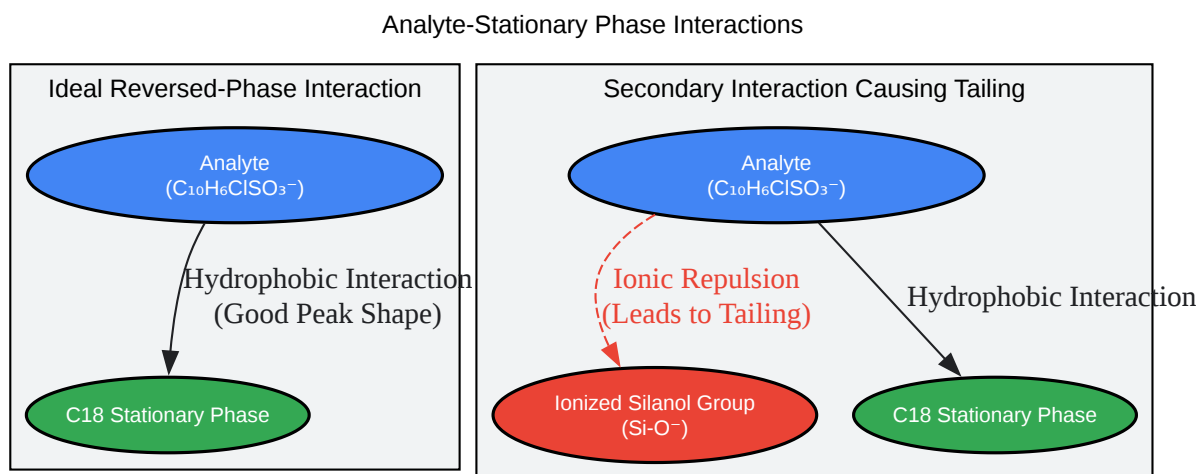 Analyte-Stationary Phase Interactions
Ideal Reversed-Phase Interaction
Analyte
(C₁₀H₆ClSO₃⁻)
Hydrophobic Interaction
(Good Peak Shape)
C18 Stationary Phase
Secondary Interaction Causing Tailing
Analyte
(C₁₀H₆ClSO₃⁻)
Ionic Repulsion
(Leads to Tailing)
Hydrophobic Interaction
Ionized Silanol Group
(Si-O⁻)
C18 Stationary Phase